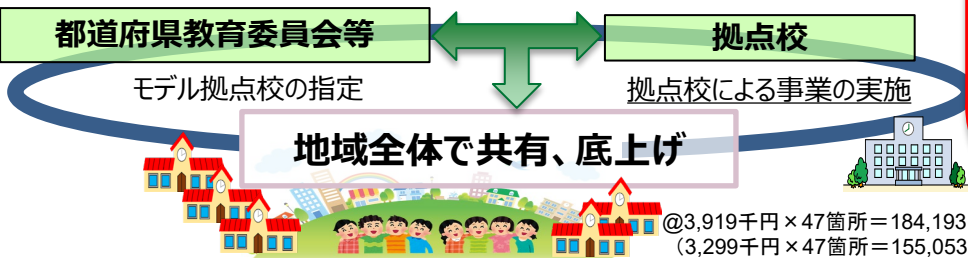 都道府県教育委員会等
拠点校
モデル拠点校の指定
拠点校による事業の実施
地域全体で共有、底上げ
@3,919千円×47箇所=184,193
（3,299千円×47箇所=155,053